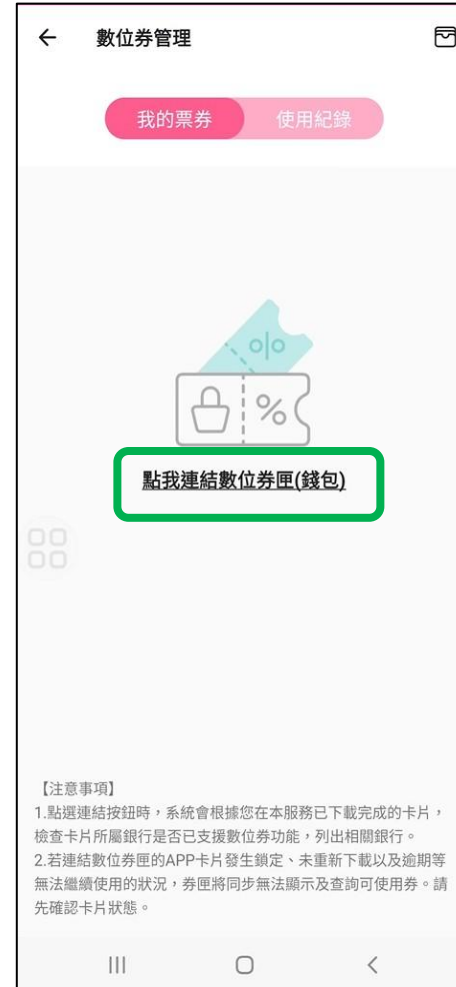 數位券管理
我的票券
使用紀錄
點我連結數位券匣(錢包)
【注意事項】
1.點選連結按鈕時，系統會根據您在本服務已下載完成的卡片，
檢查卡片所屬銀行是否已支援數位券功能，列出相關銀行。
2.若連結數位券匣的APP卡片發生鎖定、未重新下載以及逾期等
無法繼續使用的狀況，券匣將同步無法顯示及查詢可使用券。請
先確認卡片狀態。